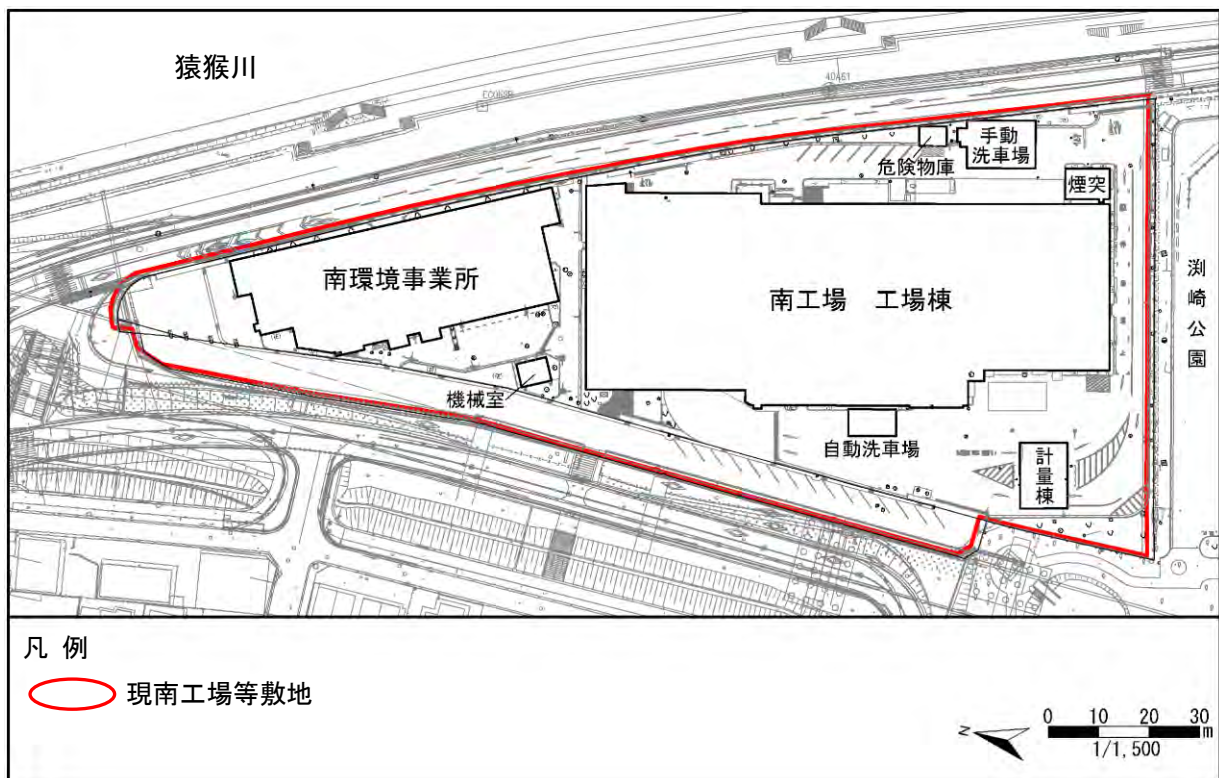 猿猴川
40A61
手動
洗車場
危険物庫
煙突
南環境事業所
南工場 工場棟
渕崎公園
機械室
自動洗車場
計量棟
凡 例
現南工場等敷地
N
0 10 20 30
m
1/1,500